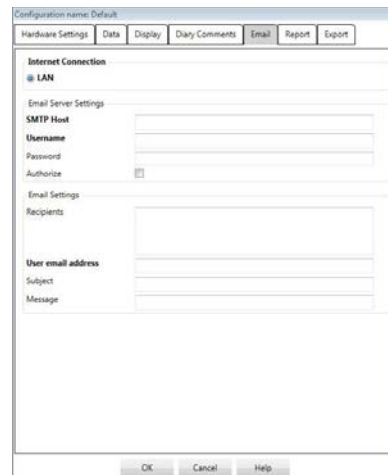 Configuration name: Default
Hardware Settings Data Display Diary Comments Email Report Export
Internet Connection
LAN
Email Server Settings
SMTP Host
Username
Password
Authorize
Email Settings
Recipients
User email address
Subject
Message
OK Cancel Help